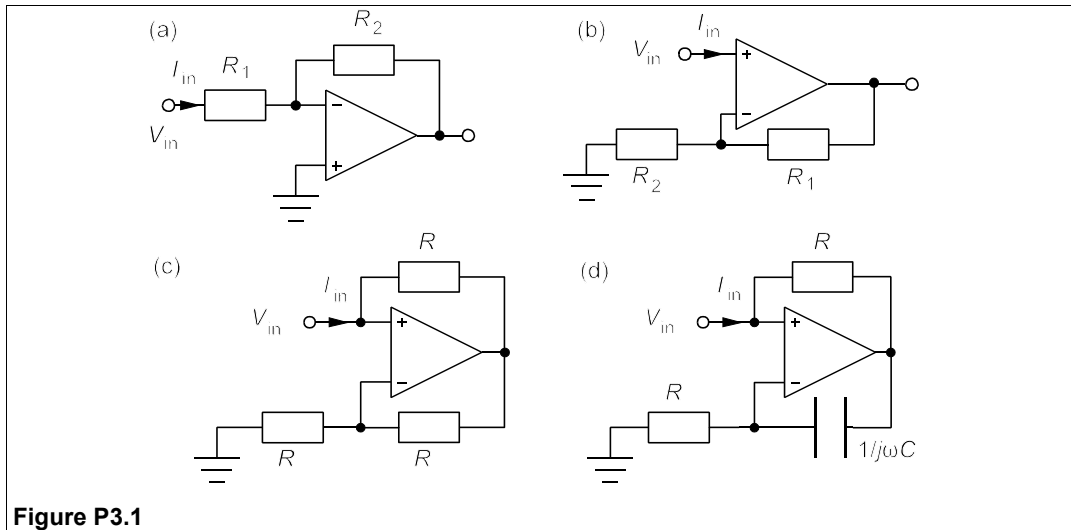 (a)
R2
Iin
R1
Vin
−
+
(b)
Iin
Vin
+
−
R2
R1
(c)
R
Iin
Vin
+
−
R
R
(d)
R
Iin
Vin
+
−
R
1/jωC
Figure P3.1